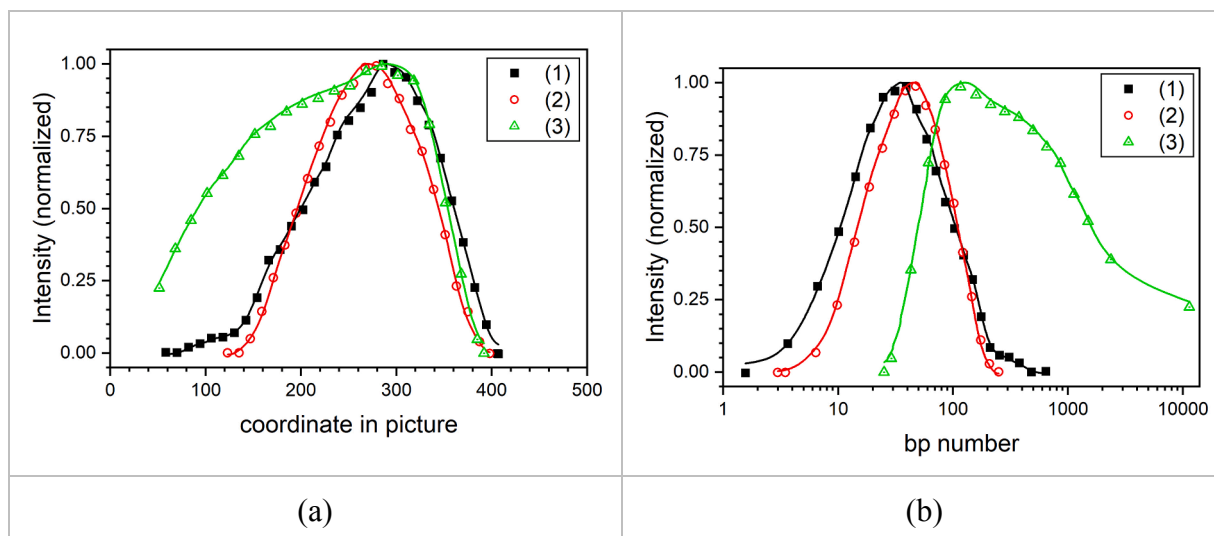 1.00
0.75
0.50
0.25
0.00
Intensity (normalized)
0 100 200 300 400 500
coordinate in picture
(1)
(2)
(3)
1.00
0.75
0.50
0.25
0.00
Intensity (normalized)
1 10 100 1000 10000
bp number
(1)
(2)
(3)
(a)
(b)